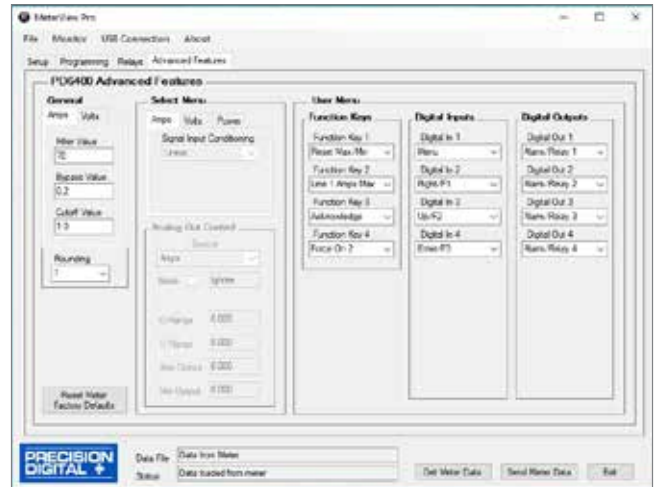 MeterView Pro
File Monitor USB Connection About
Setup Programming Relays Advanced Features
PD6400 Advanced Features
General
Amps Volts
Filter Value
70
Bypass Value
0.2
Cutoff Value
Rounding
1
Reset Meter
Factory Defaults
Select Menu
Amps Volts Power
Signal Input Conditioning
Linear
Analog Out Control
Source
Amps
Break Ignore
0.000
0.000
Max Output 0.000
Min Output 0.000
User Menu
Function Keys
Function Key 1
Reset Max/Min
Function Key 2
Line 1 Amps Max
Function Key 3
Acknowledge
Function Key 4
Force On 2
Digital Inputs
Digital In 1
Menu
Digital In 2
Right/F1
Digital In 3
Up/F2
Digital In 4
Enter/F3
Digital Outputs
Digital Out 1
Relay 1
Digital Out 2
Relay 2
Digital Out 3
Relay 3
Digital Out 4
Relay 4
PRECISION
DIGITAL +
Data File Data from Meter
Status Data loaded from meter
Get Meter Data Send Meter Data Exit